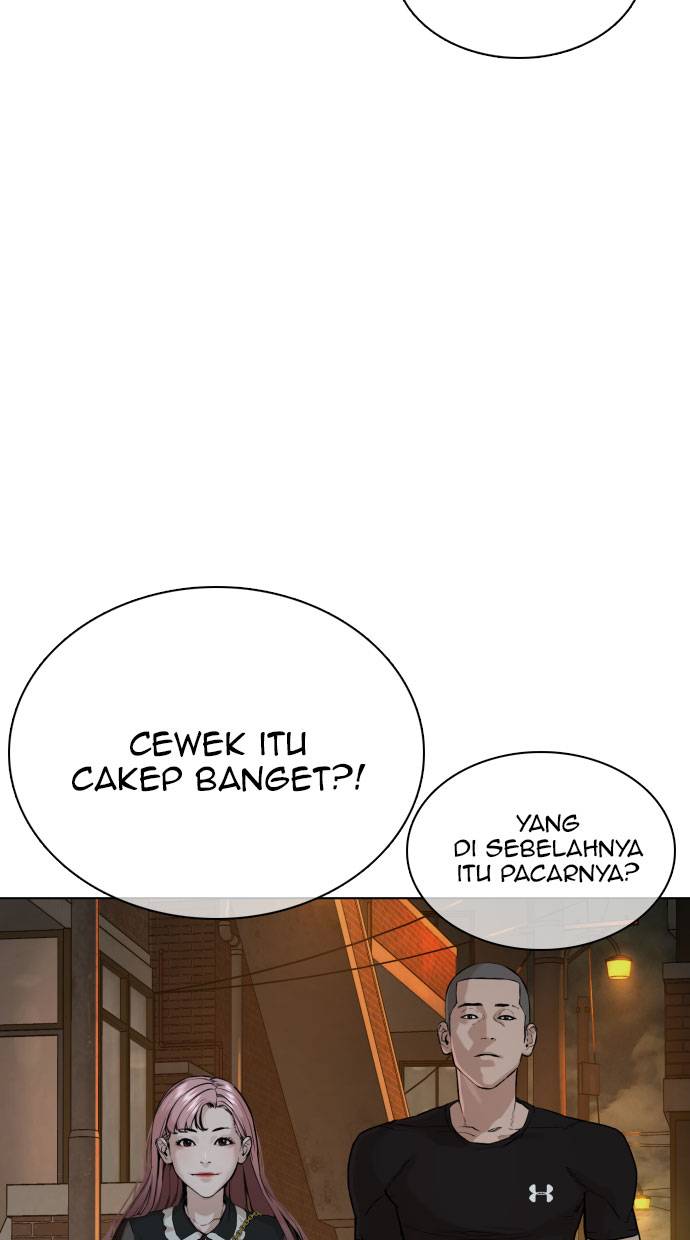 CEWEK ITU
CAKEP BANGET?!
YANG
DI SEBELAHNYA
ITU PACARNYA?